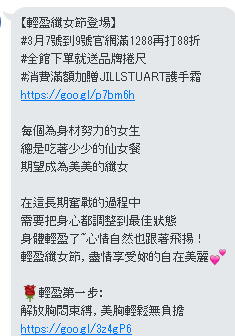 【輕盈纖女節登場】
#3月7號到9號官網滿1288再打88折
#全館下單就送品牌捲尺
#消費滿額加贈JILLSTUART護手霜
https://goo.gl/p7bm6h
每個為身材努力的女生
總是吃著少少的仙女餐
期望成為美美的纖女
在這長期奮戰的過程中
需要把身心都調整到最佳狀態
身體輕盈了~心情自然也跟著飛揚！
輕盈纖女節，盡情享受妳的自在美麗💕
🌹輕盈第一步:
解放胸悶束縛，美胸輕鬆無負擔
https://goo.gl/3z4gP6